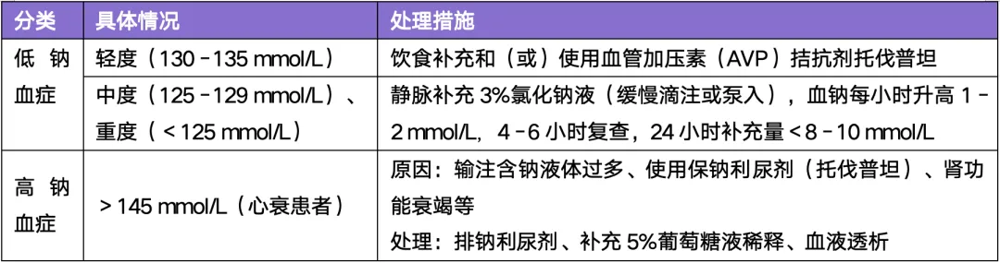 分类 具体情况 处理措施
低钠 轻度（130-135 mmol/L） 饮食补充和（或）使用血管加压素（AVP）拮抗剂托伐普坦
血症 中度（125-129 mmol/L）、 静脉补充 3%氯化钠液（缓慢滴注或泵入），血钠每小时升高 1-
重度（＜125 mmol/L） 2 mmol/L，4-6 小时复查，24 小时补充量＜8-10 mmol/L
原因：输注含钠液体过多、使用保钠利尿剂（托伐普坦）、肾功
高钠 ＞145 mmol/L（心衰患者） 能衰竭等
血症 处理：排钠利尿剂、补充 5%葡萄糖液稀释、血液透析